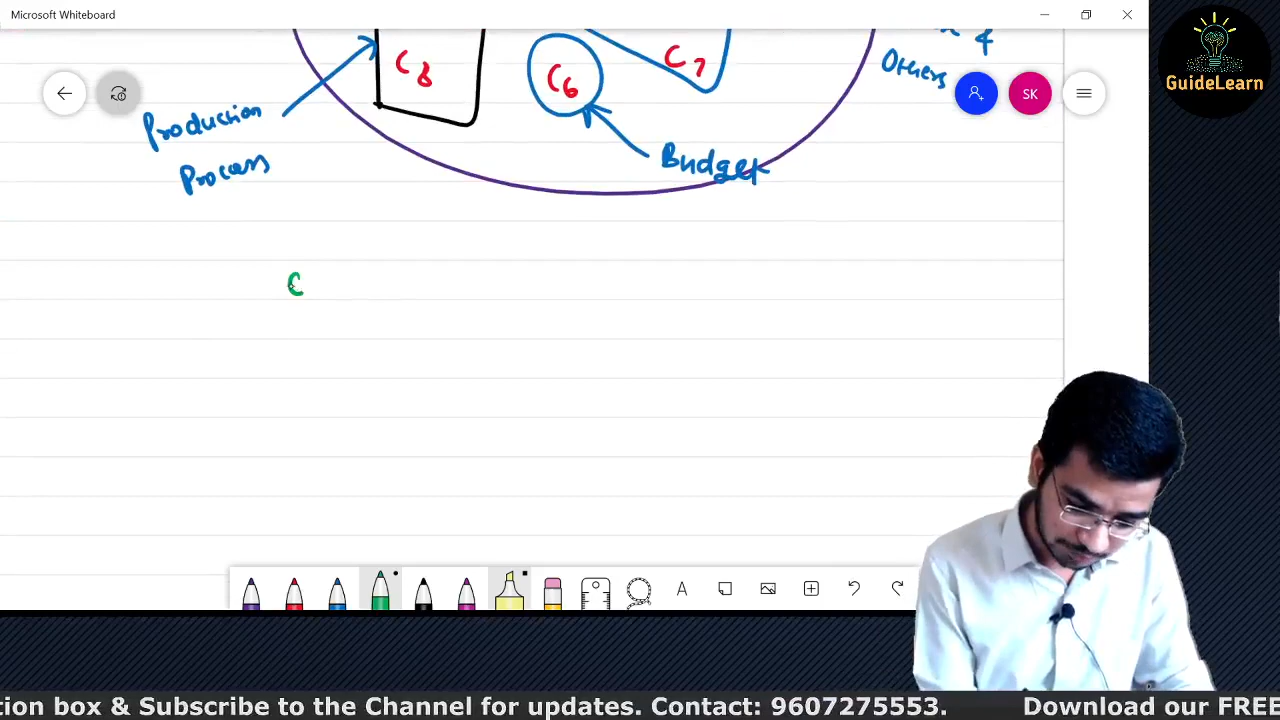 Microsoft Whiteboard
C8
C7
C6
&
Others
SK
GuideLearn
Production
Process
Budget
C
A
tion box & Subscribe to the Channel for updates. Contact: 9607275553. Download our FREE